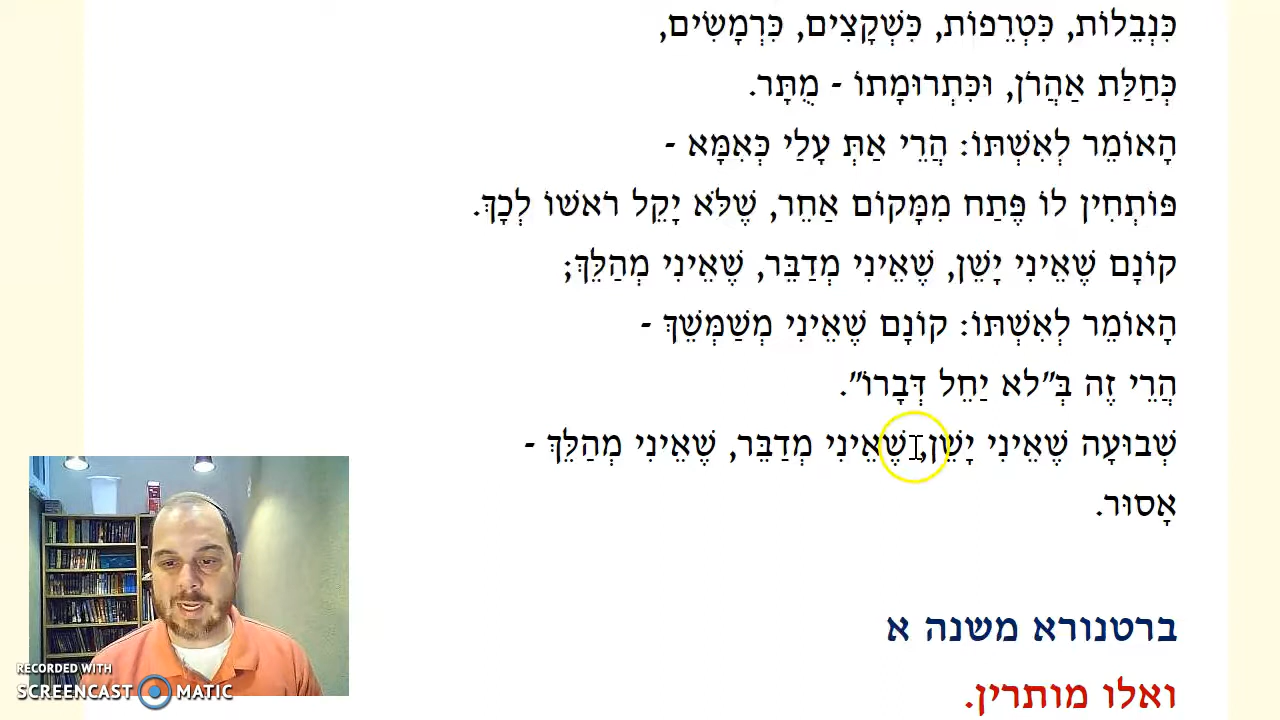 כִּנְבֵלוֹת, כִּטְרֵפוֹת, כִּשְׁקָצִים, כִּרְמָשִׂים,
כְּחַלַּת אַהֲרֹן, וּכִּתְרוּמָתוֹ - מֻתָּר.
הָאוֹמֵר לְאִשְׁתּוֹ: הֲרֵי אַתְּ עָלַי כְּאִמָּא -
פּוֹתְחִין לוֹ פֶּתַח מִמָּקוֹם אַחֵר, שֶׁלֹּא יָקֵל רֹאשׁוֹ לְכָךְ.
קוֹנָם שֶׁאֵינִי יָשֵׁן, שֶׁאֵינִי מְדַבֵּר, שֶׁאֵינִי מְהַלֵּךְ;
הָאוֹמֵר לְאִשְׁתּוֹ: קוֹנָם שֶׁאֵינִי מְשַׁמְּשֵׁךְ -
הֲרֵי זֶה בְּ"לֹא יַחֵל דְּבָרוֹ".
שְׁבוּעָה שֶׁאֵינִי יָשֵׁן, שֶׁאֵינִי מְדַבֵּר, שֶׁאֵינִי מְהַלֵּךְ -
אָסוּר.
ברטנורא משנה א
ואלו מותרין.
RECORDED WITH
SCREENCAST MATIC